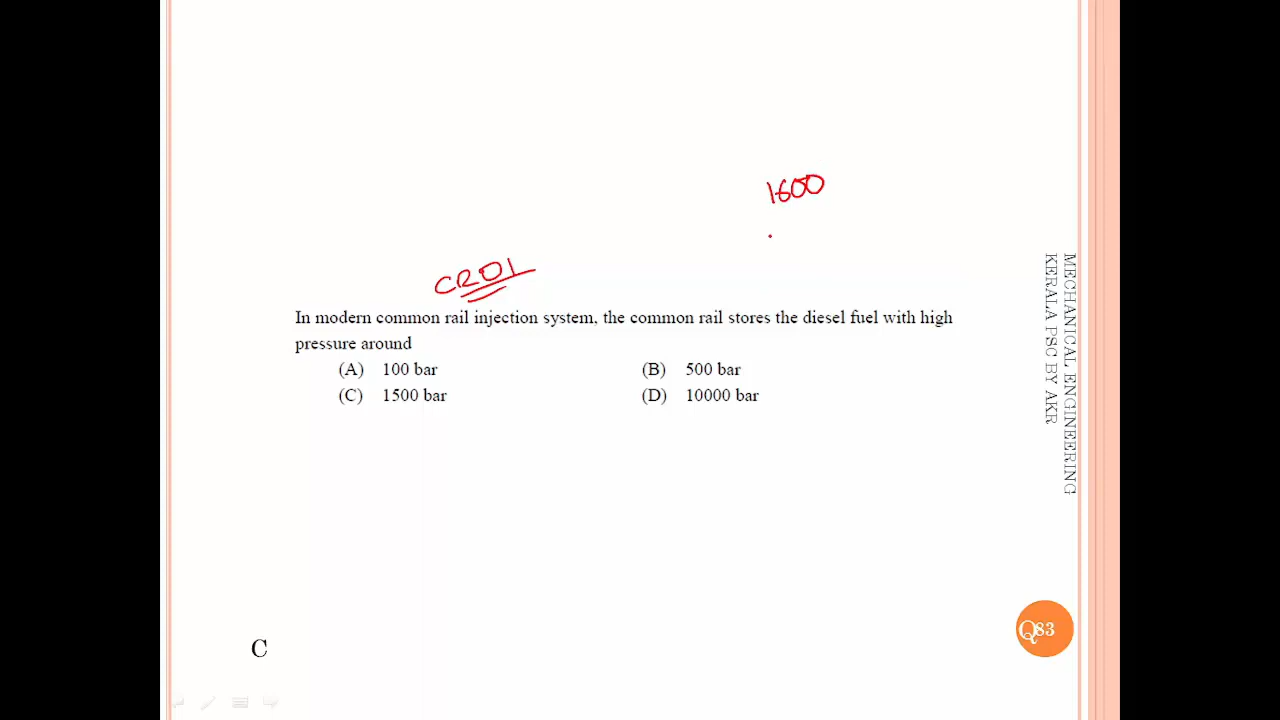 1600
CRDI
In modern common rail injection system, the common rail stores the diesel fuel with high
pressure around
(A) 100 bar (B) 500 bar
(C) 1500 bar (D) 10000 bar
MECHANICAL ENGINEERING
KERALA PSC BY AKR
Q83
C